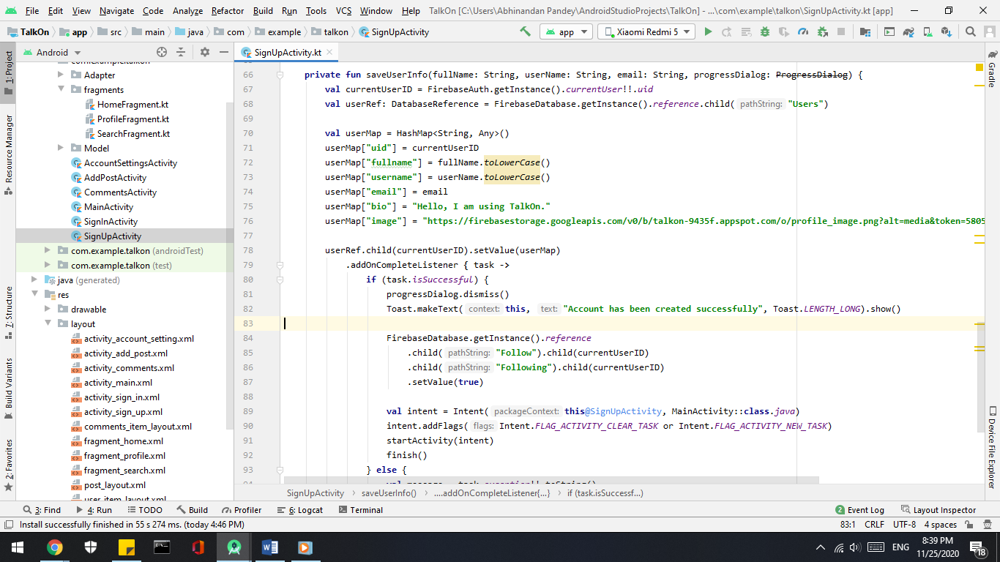 File Edit View Navigate Code Analyze Refactor Build Run Tools VCS Window Help TalkOn [C:\Users\Abhinandan Pandey\AndroidStudioProjects\TalkOn] - ...\com\example\talkon\SignUpActivity.kt [app]
TalkOn app src main java com example talkon SignUpActivity app Xiaomi Redmi 5
Android
SignUpActivity.kt
1: Project
Resource Manager
7: Structure
Build Variants
2: Favorites
com.example.talkon
Adapter
fragments
HomeFragment.kt
ProfileFragment.kt
SearchFragment.kt
Model
AccountSettingsActivity
AddPostActivity
CommentsActivity
MainActivity
SignInActivity
SignUpActivity
com.example.talkon (androidTest)
com.example.talkon (test)
java (generated)
res
drawable
layout
activity_account_setting.xml
activity_add_post.xml
activity_comments.xml
activity_main.xml
activity_sign_in.xml
activity_sign_up.xml
comments_item_layout.xml
fragment_home.xml
fragment_profile.xml
fragment_search.xml
post_layout.xml
user_item_layout.xml
66 private fun saveUserInfo(fullName: String, userName: String, email: String, progressDialog: ProgressDialog) {
67 val currentUserID = FirebaseAuth.getInstance().currentUser!!.uid
68 val userRef: DatabaseReference = FirebaseDatabase.getInstance().reference.child( pathString: "Users")
69
70 val userMap = HashMap<String, Any>()
71 userMap["uid"] = currentUserID
72 userMap["fullname"] = fullName.toLowerCase()
73 userMap["username"] = userName.toLowerCase()
74 userMap["email"] = email
75 userMap["bio"] = "Hello, I am using TalkOn."
76 userMap["image"] = "https://firebasestorage.googleapis.com/v0/b/talkon-9435f.appspot.com/o/profile_image.png?alt=media&token=5805
77
78 userRef.child(currentUserID).setValue(userMap)
79 .addOnCompleteListener { task ->
80 if (task.isSuccessful) {
81 progressDialog.dismiss()
82 Toast.makeText( context: this, text: "Account has been created successfully", Toast.LENGTH_LONG).show()
83
84 FirebaseDatabase.getInstance().reference
85 .child( pathString: "Follow").child(currentUserID)
86 .child( pathString: "Following").child(currentUserID)
87 .setValue(true)
88
89 val intent = Intent( packageContext: this@SignUpActivity, MainActivity::class.java)
90 intent.addFlags( flags: Intent.FLAG_ACTIVITY_CLEAR_TASK or Intent.FLAG_ACTIVITY_NEW_TASK)
91 startActivity(intent)
92 finish()
93 } else {
94 val message = task.exception!!.toString()
SignUpActivity saveUserInfo() ....addOnCompleteListener{...} if (task.isSuccessf...)
Gradle
Device File Explorer
3: Find 4: Run TODO Build Profiler 6: Logcat Terminal 2 Event Log Layout Inspector
Install successfully finished in 55 s 274 ms. (today 4:46 PM) 83:1 CRLF UTF-8 4 spaces
ENG 8:39 PM
11/25/2020 18